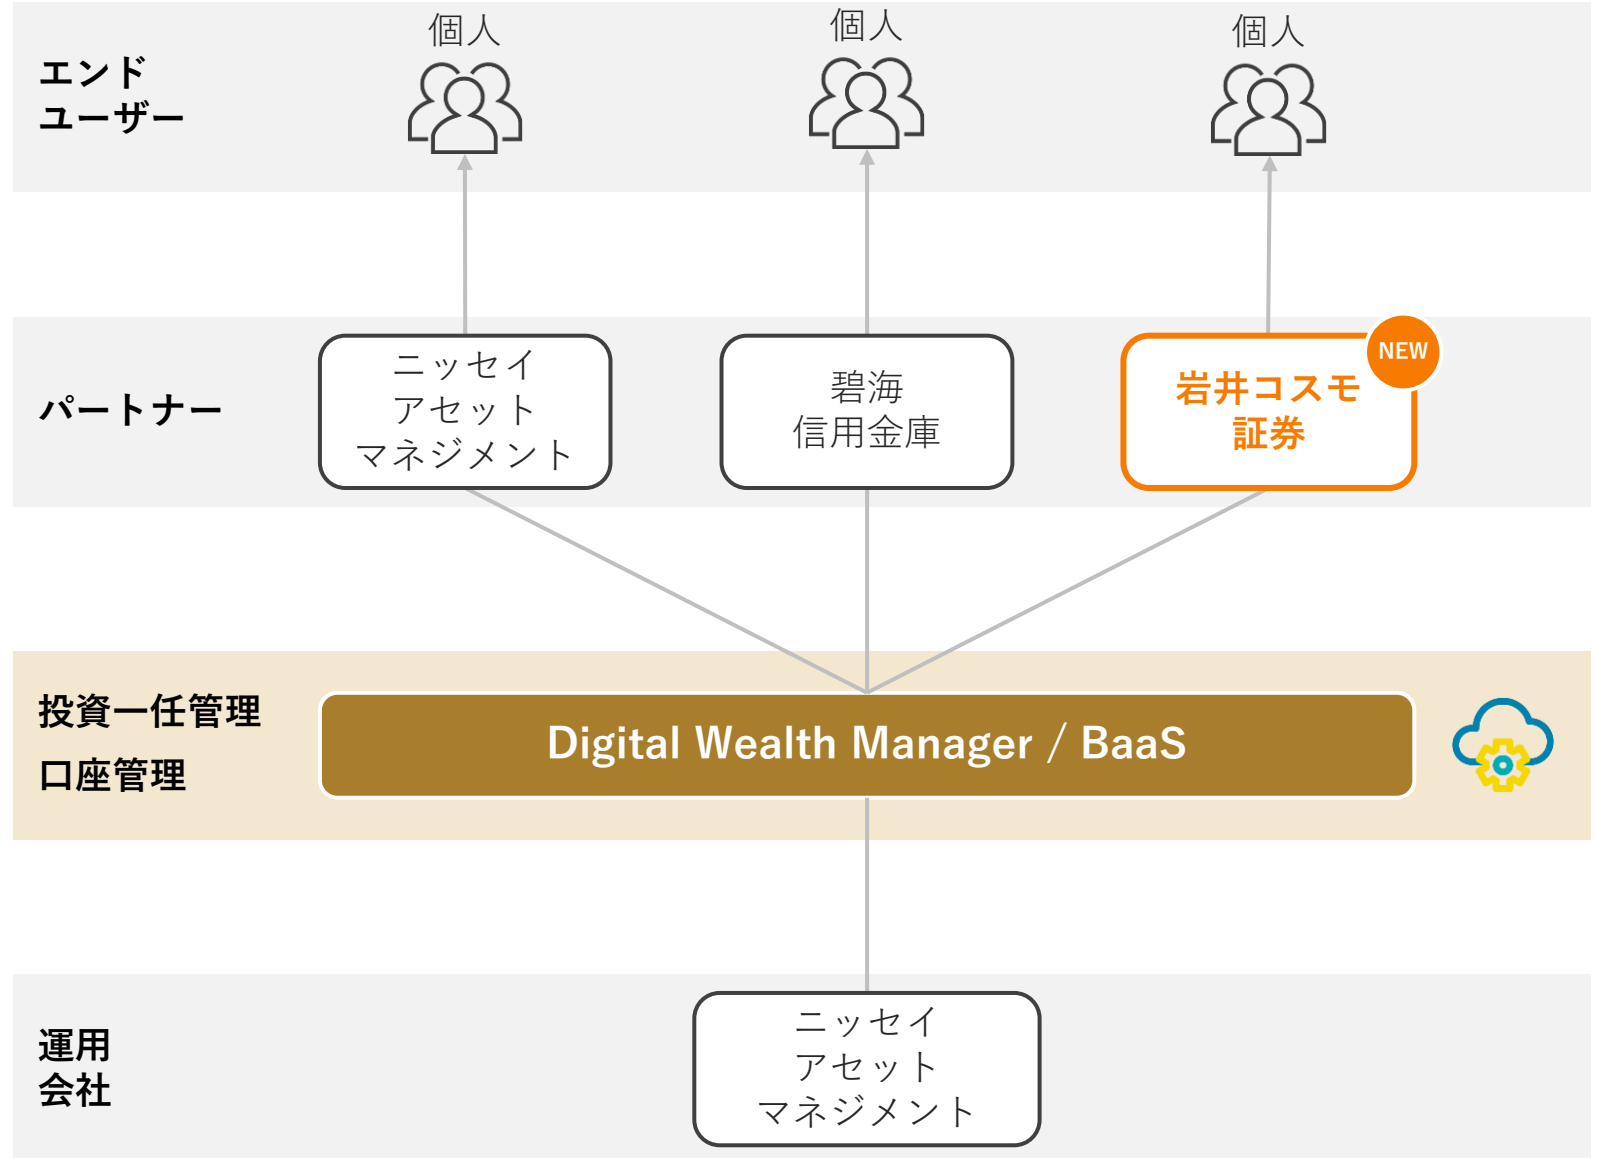 エンド
ユーザー
個人
個人
個人
パートナー
ニッセイ
アセット
マネジメント
碧海
信用金庫
岩井コスモ
証券
NEW
投資一任管理
口座管理
Digital Wealth Manager / BaaS
運用
会社
ニッセイ
アセット
マネジメント